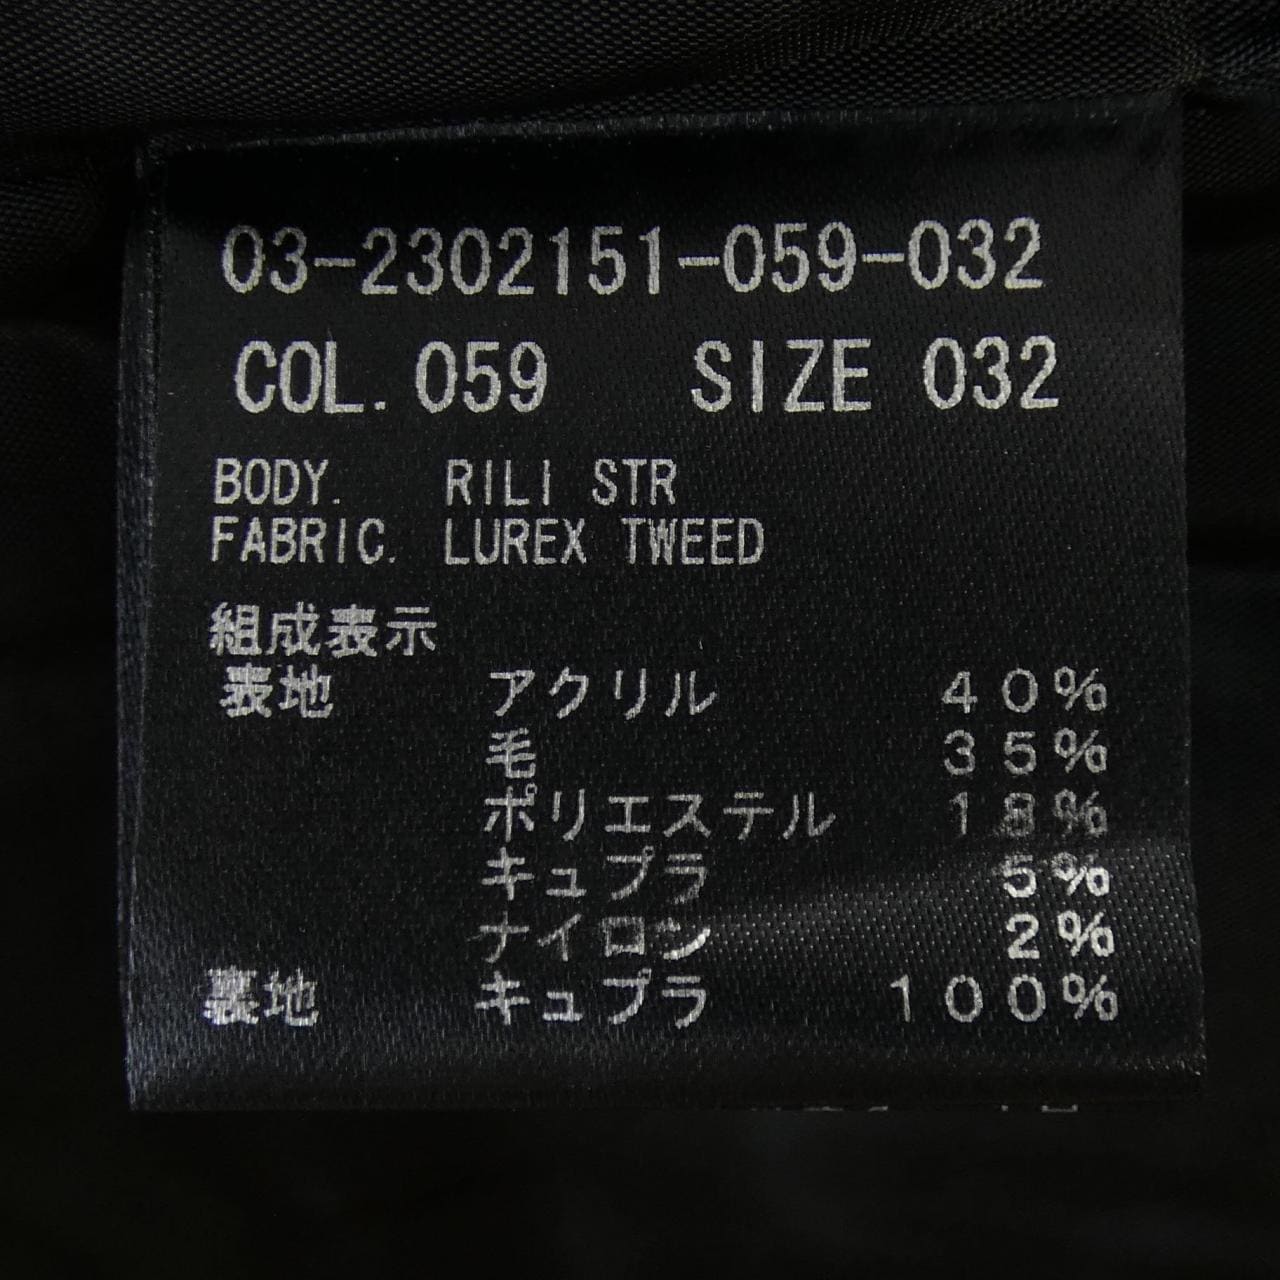 03-2302151-059-032
COL. 059 SIZE 032
BODY. RILI STR
FABRIC. LUREX TWEED
組成表示
表地 アクリル 40%
毛 35%
ポリエステル 18%
キュプラ 5%
ナイロン 2%
裏地 キュプラ 100%